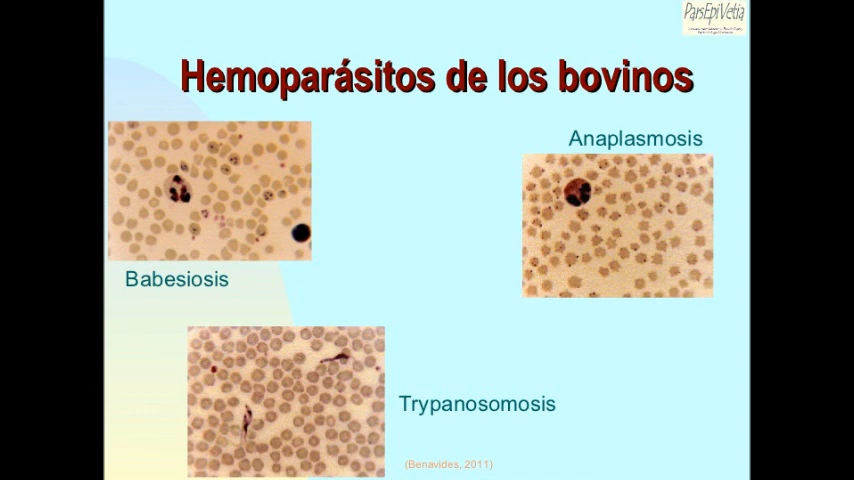 ParsEpiVetia
Hemoparásitos de los bovinos
Anaplasmosis
Babesiosis
Trypanosomosis
(Benavides, 2011)